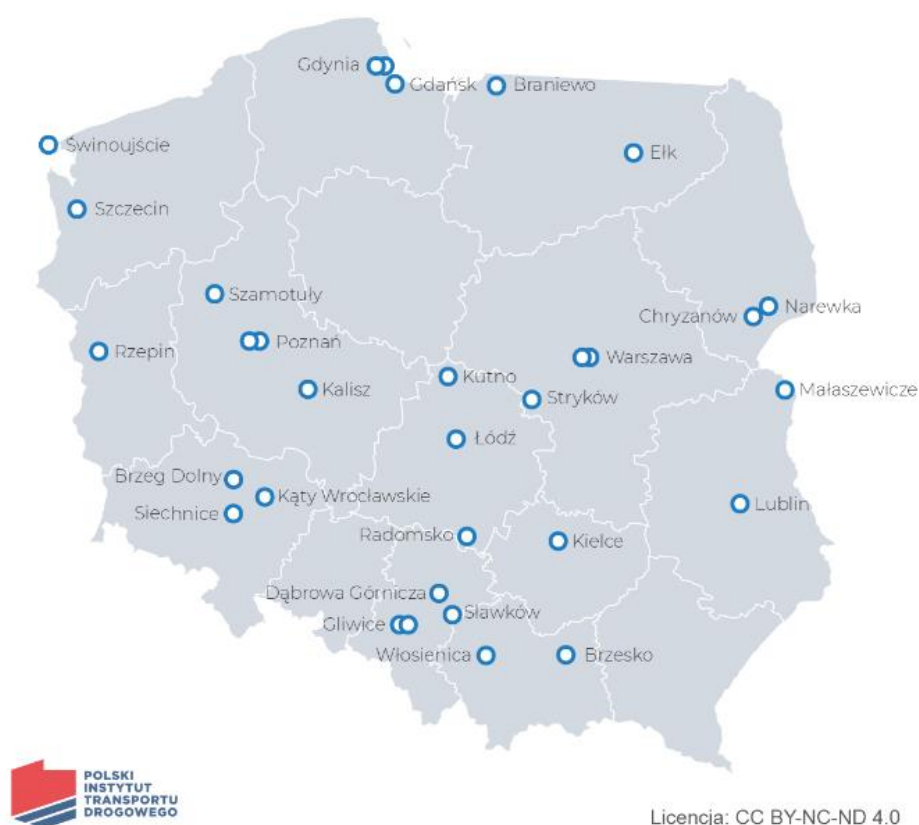 Gdynia
Gdańsk
Braniewo
Świnoujście
Ełk
Szczecin
Szamotuły
Narewka
Chryzanów
Poznań
Rzepin
Warszawa
Kutno
Kalisz
Stryków
Małaszewicze
Łódź
Brzeg Dolny
Kąty Wrocławskie
Siechnice
Lublin
Radomsko
Kielce
Dąbrowa Górnicza
Sławków
Gliwice
Włosienica
Brzesko
POLSKI
INSTYTUT
TRANSPORTU
DROGOWEGO
Licencja: CC BY-NC-ND 4.0